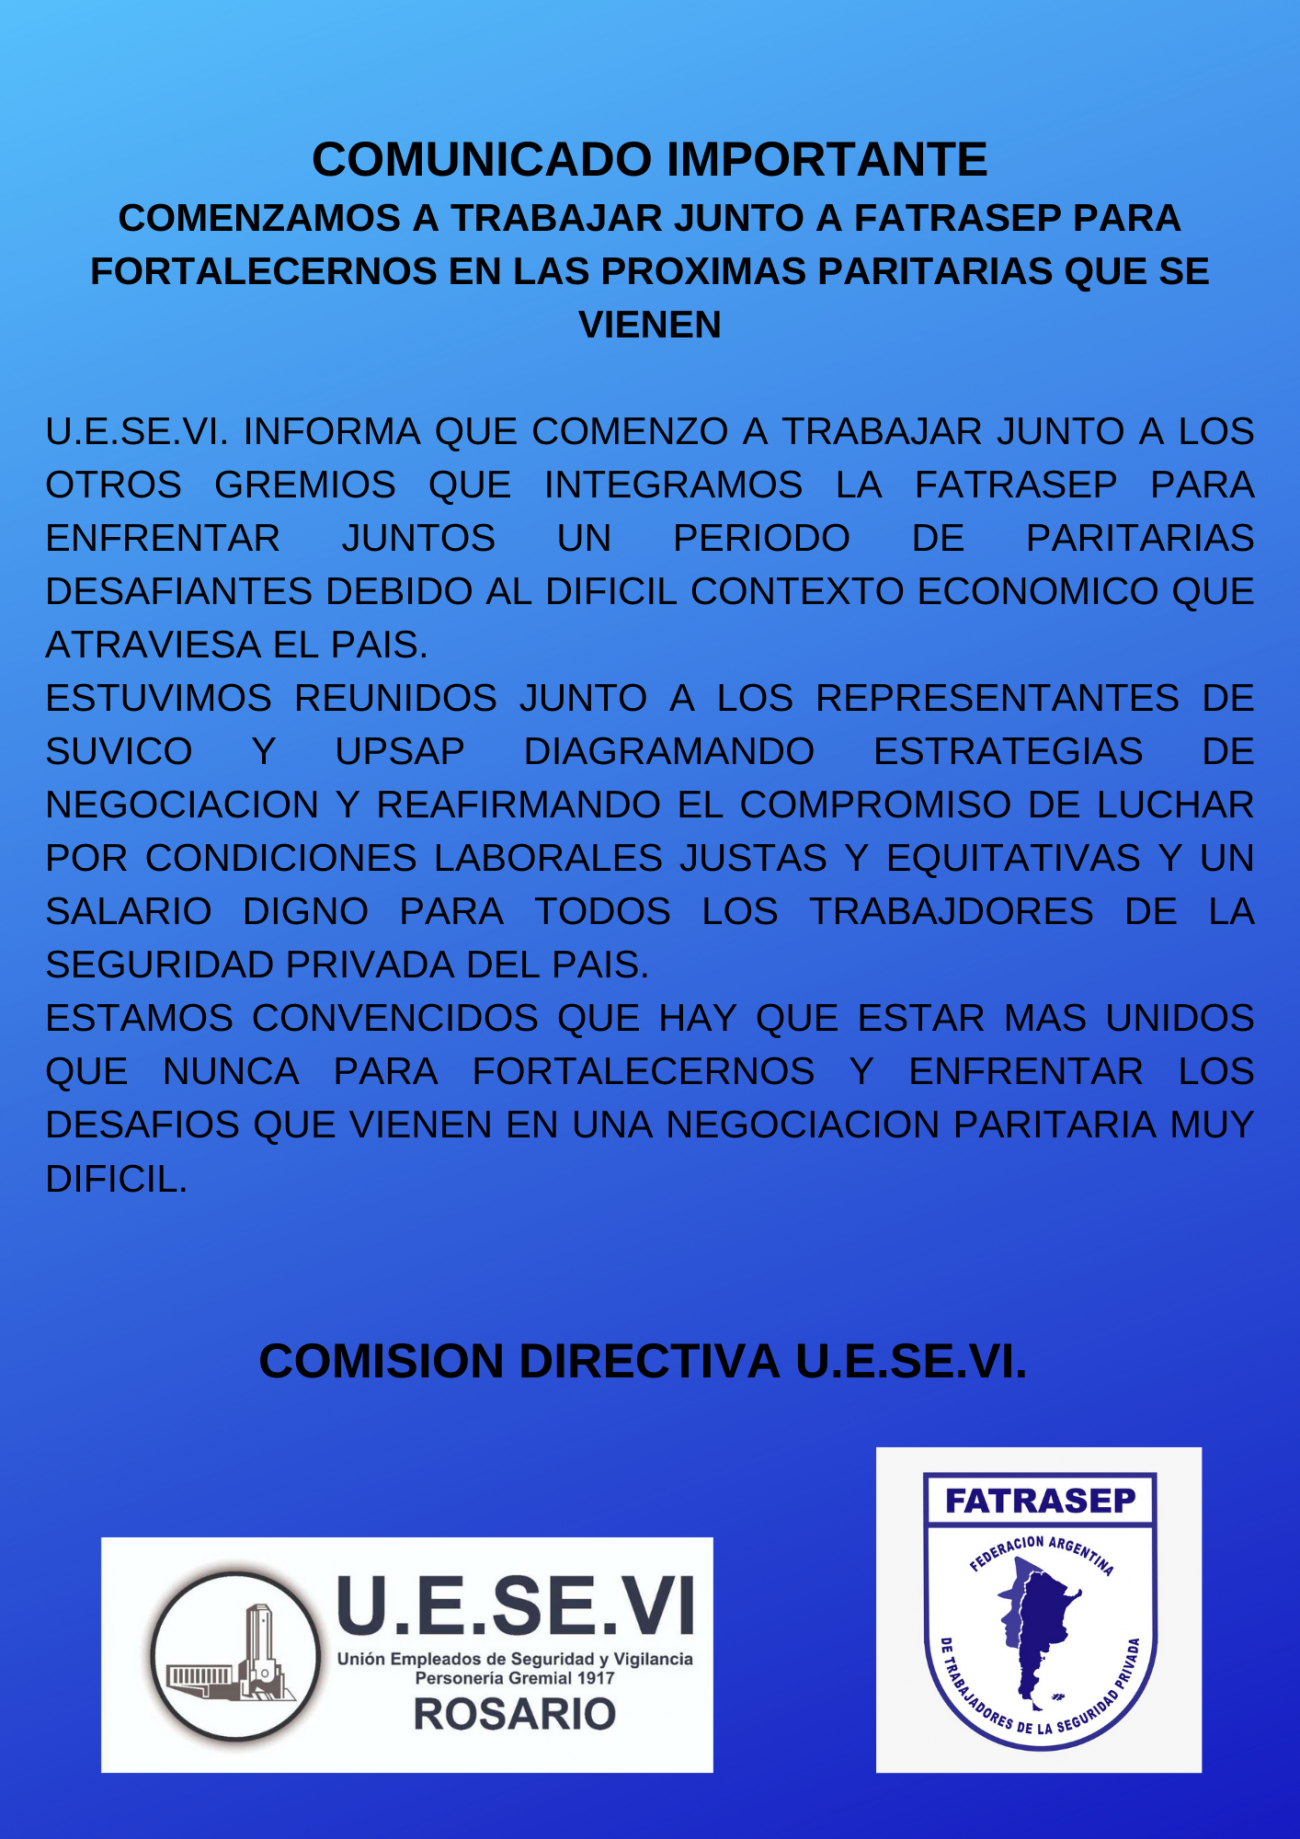 COMUNICADO IMPORTANTE
COMENZAMOS A TRABAJAR JUNTO A FATRASEP PARA
FORTALECERNOS EN LAS PROXIMAS PARITARIAS QUE SE
VIENEN
U.E.SE.VI. INFORMA QUE COMENZO A TRABAJAR JUNTO A LOS
OTROS GREMIOS QUE INTEGRAMOS LA FATRASEP PARA
ENFRENTAR JUNTOS UN PERIODO DE PARITARIAS
DESAFIANTES DEBIDO AL DIFICIL CONTEXTO ECONOMICO QUE
ATRAVIESA EL PAIS.
ESTUVIMOS REUNIDOS JUNTO A LOS REPRESENTANTES DE
SUVICO Y UPSAP DIAGRAMANDO ESTRATEGIAS DE
NEGOCIACION Y REAFIRMANDO EL COMPROMISO DE LUCHAR
POR CONDICIONES LABORALES JUSTAS Y EQUITATIVAS Y UN
SALARIO DIGNO PARA TODOS LOS TRABAJDORES DE LA
SEGURIDAD PRIVADA DEL PAIS.
ESTAMOS CONVENCIDOS QUE HAY QUE ESTAR MAS UNIDOS
QUE NUNCA PARA FORTALECERNOS Y ENFRENTAR LOS
DESAFIOS QUE VIENEN EN UNA NEGOCIACION PARITARIA MUY
DIFICIL.
COMISION DIRECTIVA U.E.SE.VI.
U.E.SE.VI
Unión Empleados de Seguridad y Vigilancia
Personería Gremial 1917
ROSARIO
FATRASEP
FEDERACION ARGENTINA
DE TRABAJADORES DE LA SEGURIDAD PRIVADA